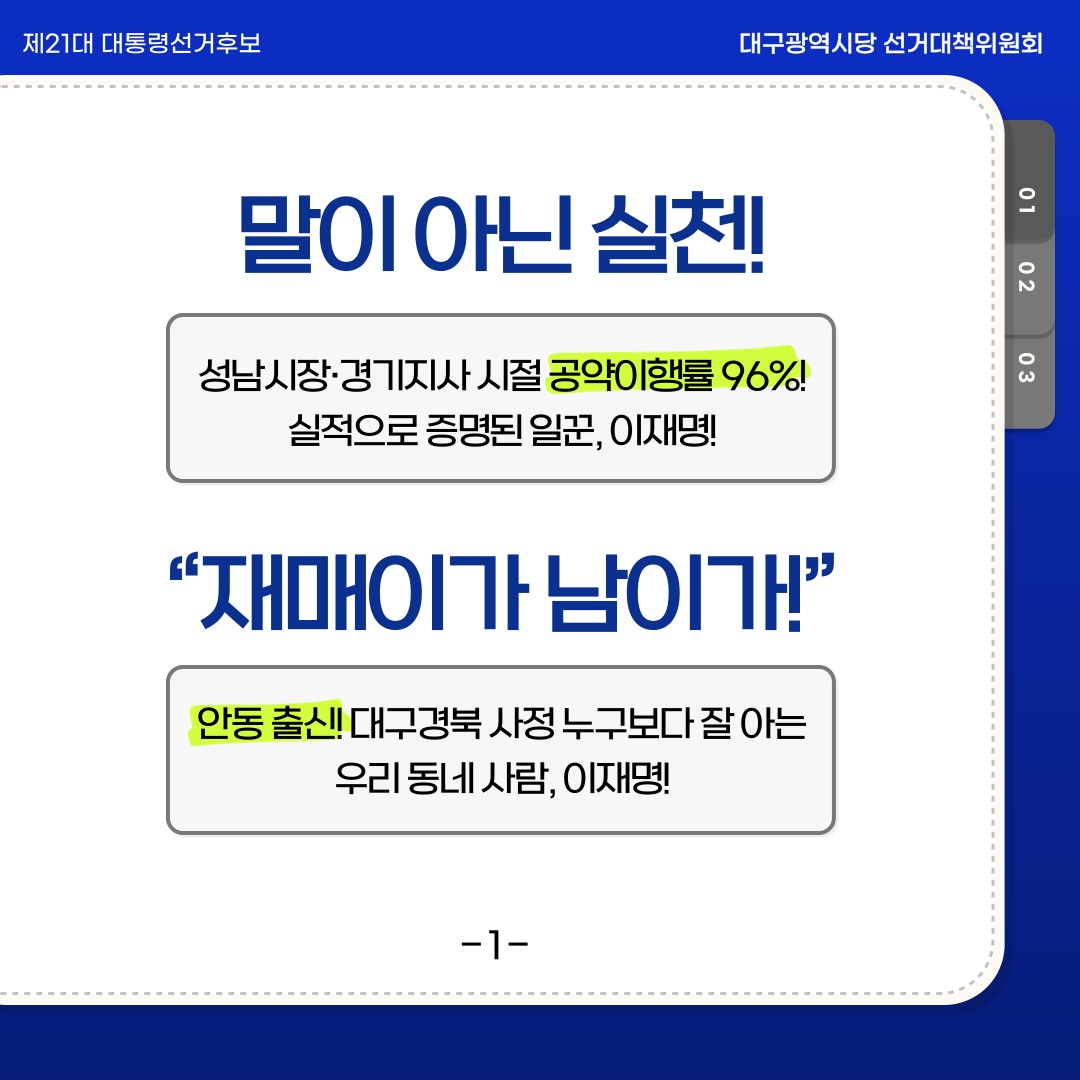 제21대 대통령선거후보
대구광역시당 선거대책위원회
말이 아닌 실천!
성남시장·경기지사 시절 공약이행률 96%!
실적으로 증명된 일꾼, 이재명!
“재매이가 남이가!”
안동 출신! 대구경북 사정 누구보다 잘 아는
우리 동네 사람, 이재명!
01
02
03
-1-